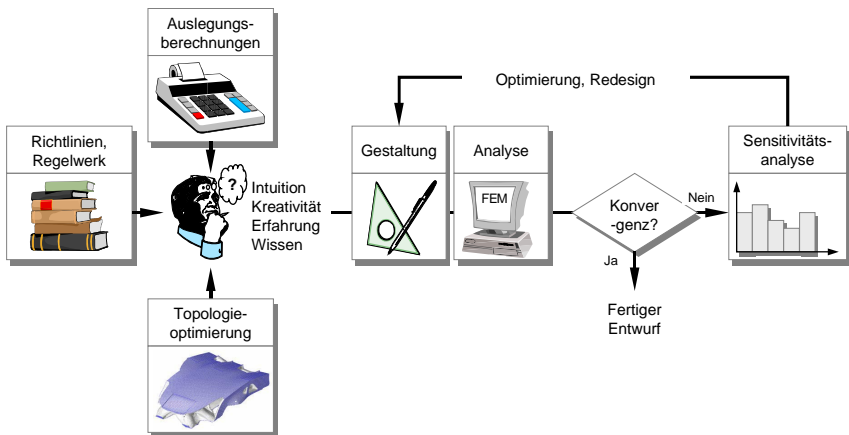 Auslegungs-
berechnungen
Optimierung, Redesign
Richtlinien,
Regelwerk
Gestaltung
Analyse
Sensitivitäts-
analyse
?
FEM
Intuition
Kreativität
Erfahrung
Wissen
Konver
-genz?
Nein
Ja
Fertiger
Entwurf
Topologie-
optimierung